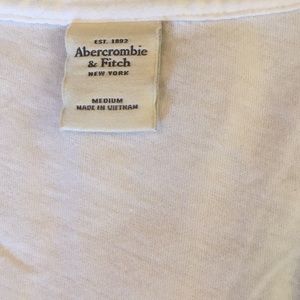 EST. 1892
Abercrombie
& Fitch
NEW YORK
MEDIUM
MADE IN VIETNAM